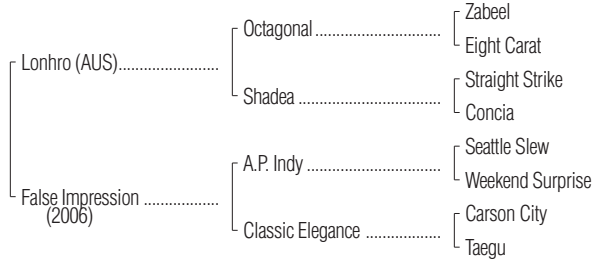 Zabeel
Octagonal
Eight Carat
Lonhro (AUS)
Straight Strike
Shadea
Concia
Seattle Slew
A.P. Indy
Weekend Surprise
False Impression
(2006)
Carson City
Classic Elegance
Taegu